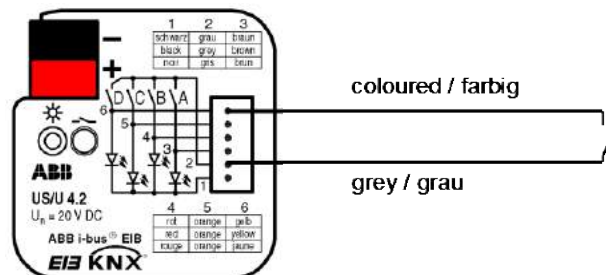 1 2 3
schwarz grau braun
black grey brown
noir gris brun
−
+
D C B A
6
5
4
3
2
1
coloured / farbig
grey / grau
ABB
US/U 4.2
Un = 20 V DC
4 5 6
rot orange gelb
red orange yellow
rouge orange jaune
ABB i-bus® EIB
EIB KNX